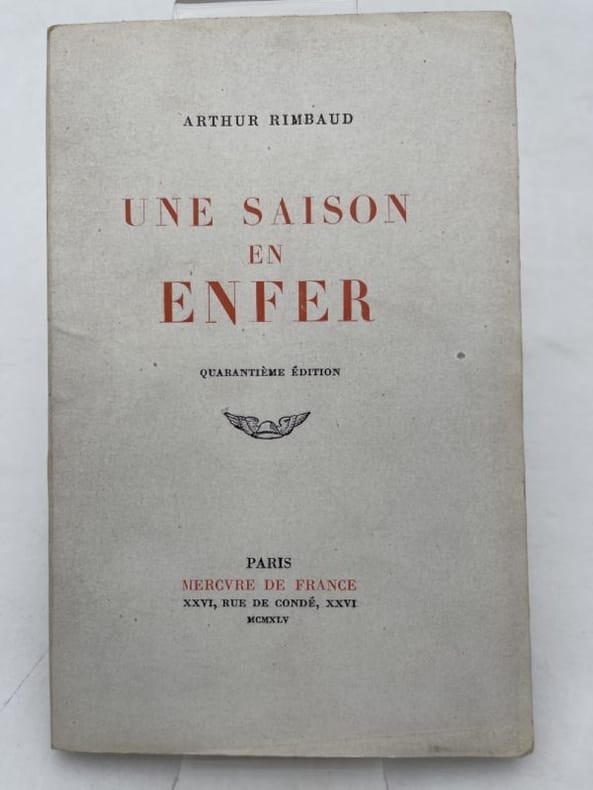 ARTHUR RIMBAUD
UNE SAISON
EN
ENFER
QUARANTIÈME ÉDITION
PARIS
MERCVRE DE FRANCE
XXVI, RUE DE CONDÉ, XXVI
MCMXLV